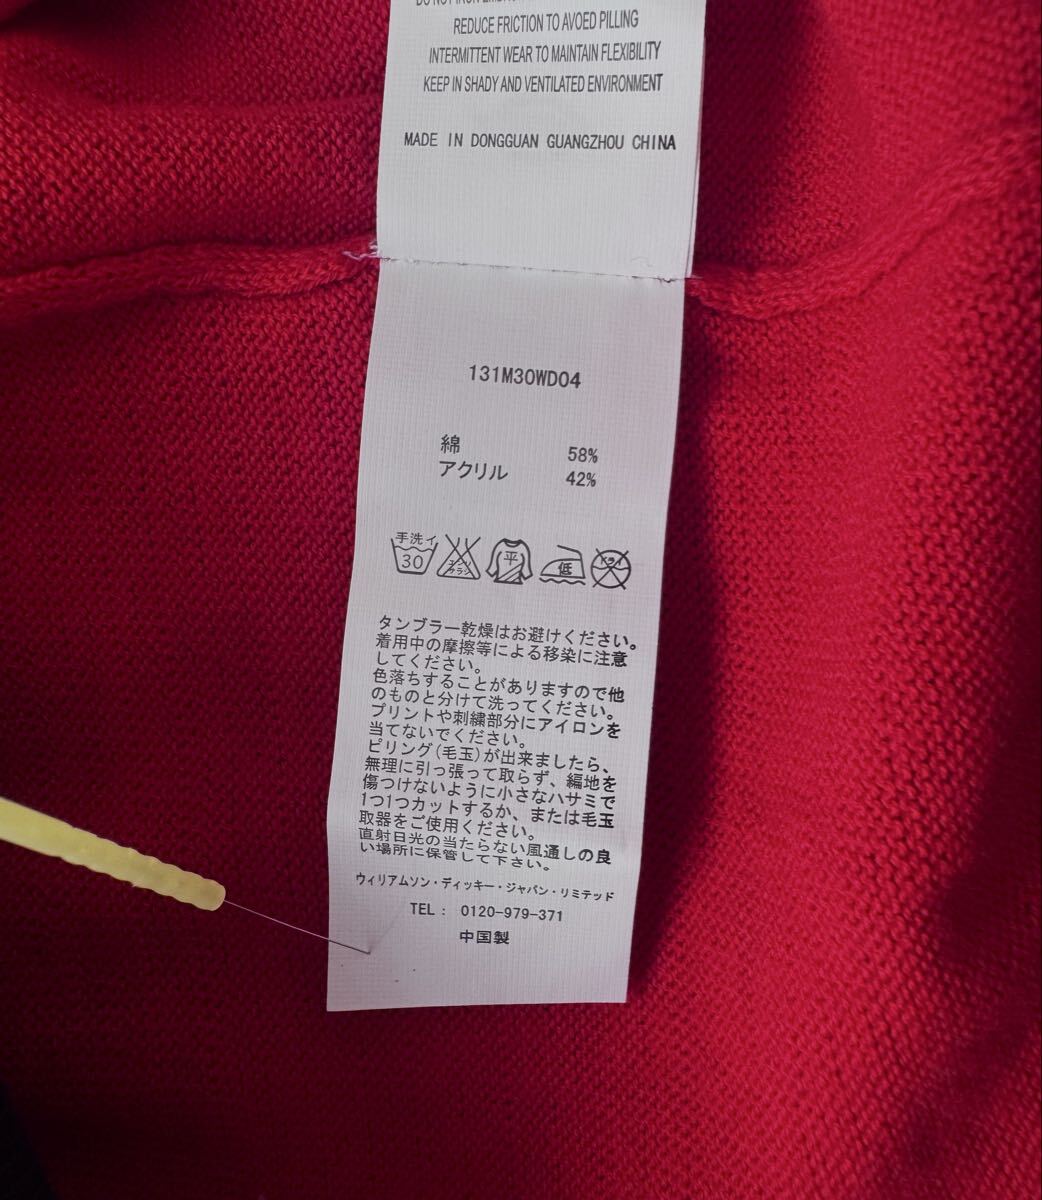 DO NOT IRON
REDUCE FRICTION TO AVOED PILLING
INTERMITTENT WEAR TO MAINTAIN FLEXIBILITY
KEEP IN SHADY AND VENTILATED ENVIRONMENT
MADE IN DONGGUAN GUANGZHOU CHINA
131M30WD04
綿 58%
アクリル 42%
手洗イ
30
エンソ
サラシ
平
低
ドライ
タンブラー乾燥はお避けください。
着用中の摩擦等による移染に注意
してください。
色落ちすることがありますので他
のものと分けて洗ってください。
プリントや刺繍部分にアイロンを
当てないでください。
ピリング(毛玉)が出来ましたら、
無理に引っ張って取らず、編地を
傷つけないように小さなハサミで
1つ1つカットするか、または毛玉
取器をご使用ください。
直射日光の当たらない風通しの良
い場所に保管して下さい。
ウィリアムソン・ディッキー・ジャパン・リミテッド
TEL: 0120-979-371
中国製